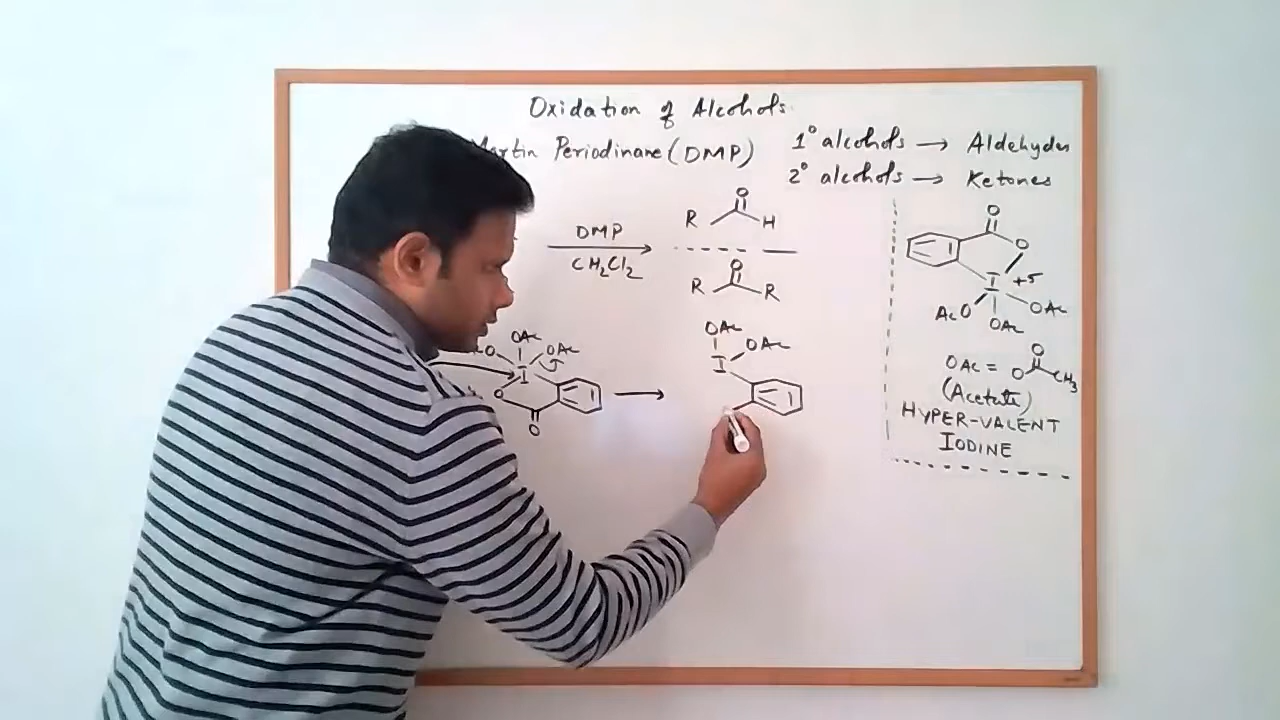 Oxidation of Alcohols
Martin Periodinane (DMP)
1° alcohols → Aldehydes
2° alcohols → Ketones
DMP
CH2Cl2
R O H
R O R
O
O
I +5
AcO OAc
OAc
OAc = O O CH3
(Acetate)
HYPER-VALENT
IODINE
OAc
O OAc
I
O
O
OAc
OAc
I